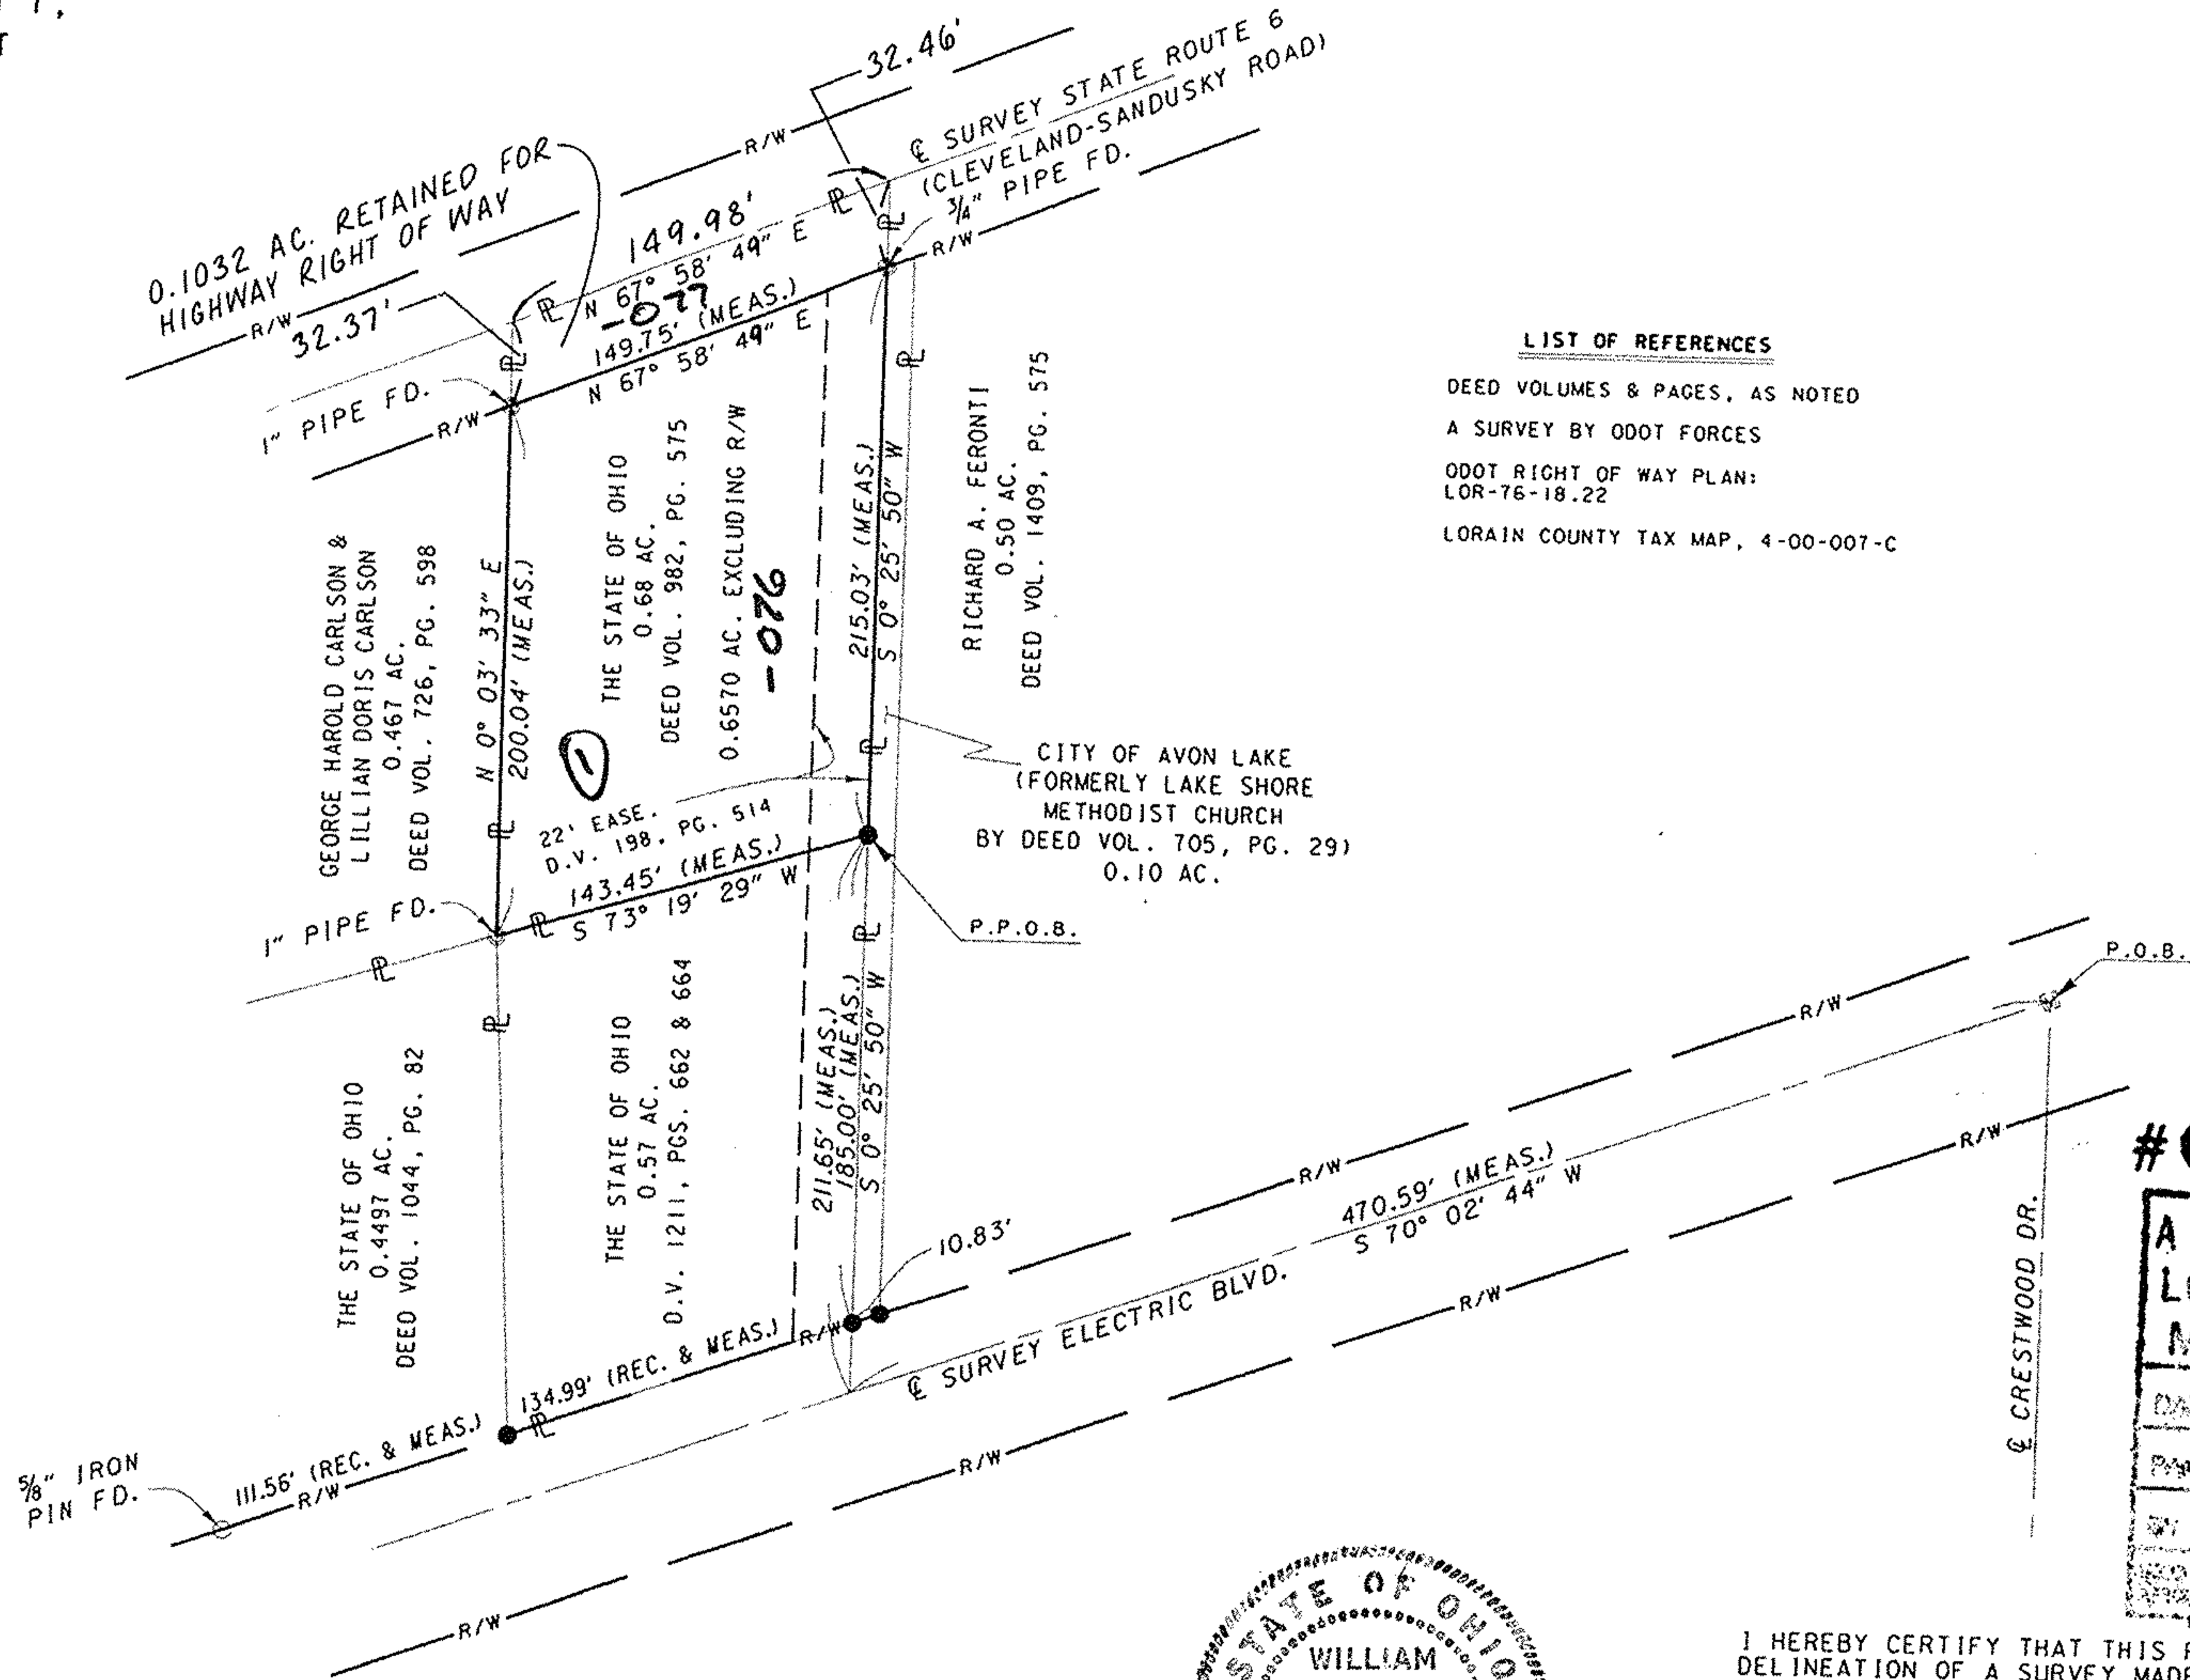 T
32.46'
℄ SURVEY STATE ROUTE 6
(CLEVELAND-SANDUSKY ROAD)
3/4" PIPE FD.
R/W
R/W
0.1032 AC. RETAINED FOR
HIGHWAY RIGHT OF WAY
R/W
32.37'
149.98'
N 67° 58' 49" E
-077
149.75' (MEAS.)
N 67° 58' 49" E
1" PIPE FD.
R/W
LIST OF REFERENCES
DEED VOLUMES & PAGES, AS NOTED
A SURVEY BY ODOT FORCES
ODOT RIGHT OF WAY PLAN:
LOR-76-18.22
LORAIN COUNTY TAX MAP, 4-00-007-C
GEORGE HAROLD CARLSON &
LILLIAN DORIS CARLSON
0.467 AC.
DEED VOL. 726, PG. 598
N 0° 03' 33" E
200.04' (MEAS.)
1
THE STATE OF OHIO
0.68 AC.
DEED VOL. 982, PG. 575
0.6570 AC. EXCLUDING R/W
-076
215.03' (MEAS.)
S 0° 25' 50" W
RICHARD A. FERONTI
0.50 AC.
DEED VOL. 1409, PG. 575
CITY OF AVON LAKE
(FORMERLY LAKE SHORE
METHODIST CHURCH
BY DEED VOL. 705, PG. 29)
0.10 AC.
22' EASE.
D.V. 198, PG. 514
143.45' (MEAS.)
S 73° 19' 29" W
1" PIPE FD.
P.P.O.B.
P.O.B.
THE STATE OF OHIO
0.4497 AC.
DEED VOL. 1044, PG. 82
THE STATE OF OHIO
0.57 AC.
D.V. 1211, PGS. 662 & 664
211.65' (MEAS.)
185.00' (MEAS.)
S 0° 25' 50" W
10.83'
R/W
R/W
R/W
470.59' (MEAS.)
S 70° 02' 44" W
℄ SURVEY ELECTRIC BLVD.
R/W
R/W
134.99' (REC. & MEAS.)
R/W
111.56' (REC. & MEAS.)
R/W
5/8" IRON
PIN FD.
R/W
R/W
℄ CRESTWOOD DR.
#
A
STATE OF OHIO
WILLIAM
I HEREBY CERTIFY THAT THIS
DELINEATION OF A SURVEY MADE